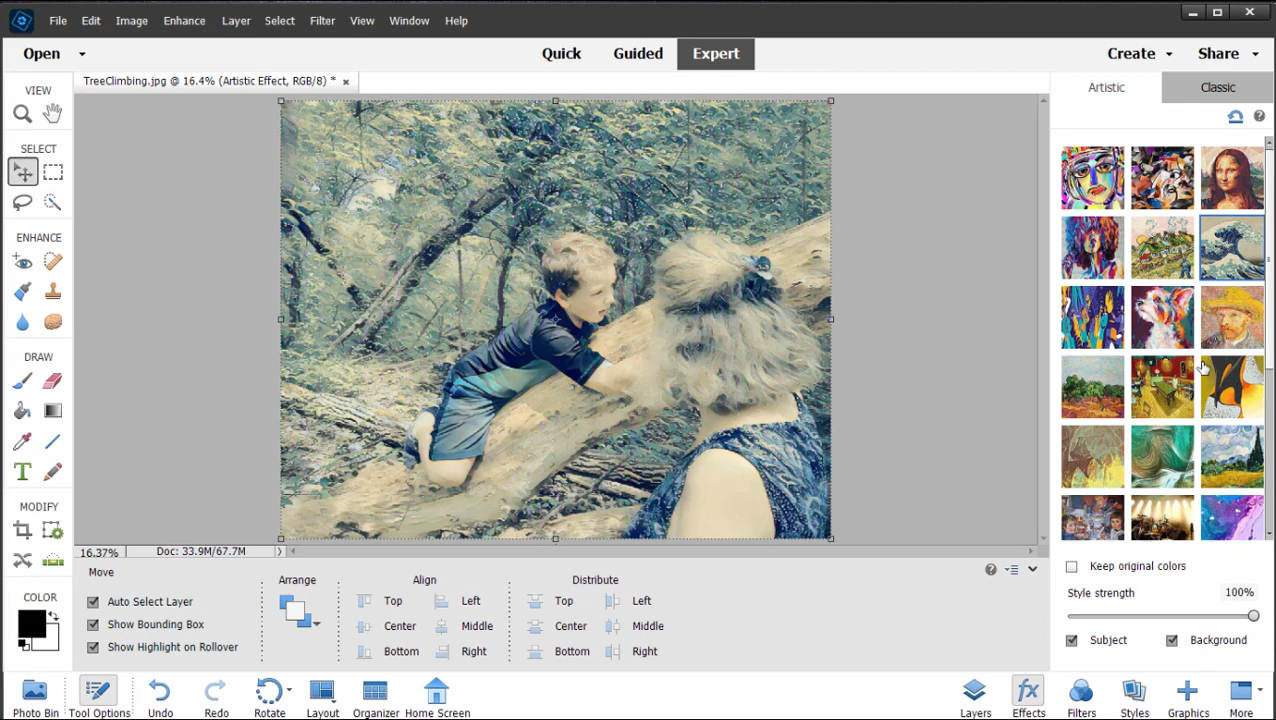 File Edit Image Enhance Layer Select Filter View Window Help
Open Quick Guided Expert Create Share
TreeClimbing.jpg @ 16.4% (Artistic Effect, RGB/8) * ×
Artistic Classic
VIEW
SELECT
ENHANCE
DRAW
T
MODIFY
COLOR
16.37% Doc: 33.9M/67.7M
Move
Auto Select Layer
Show Bounding Box
Show Highlight on Rollover
Arrange
Align
Top Left
Center Middle
Bottom Right
Distribute
Top Left
Center Middle
Bottom Right
Keep original colors
Style strength 100%
Subject Background
Photo Bin Tool Options Undo Redo Rotate Layout Organizer Home Screen Layers fx Effects Filters Styles Graphics More